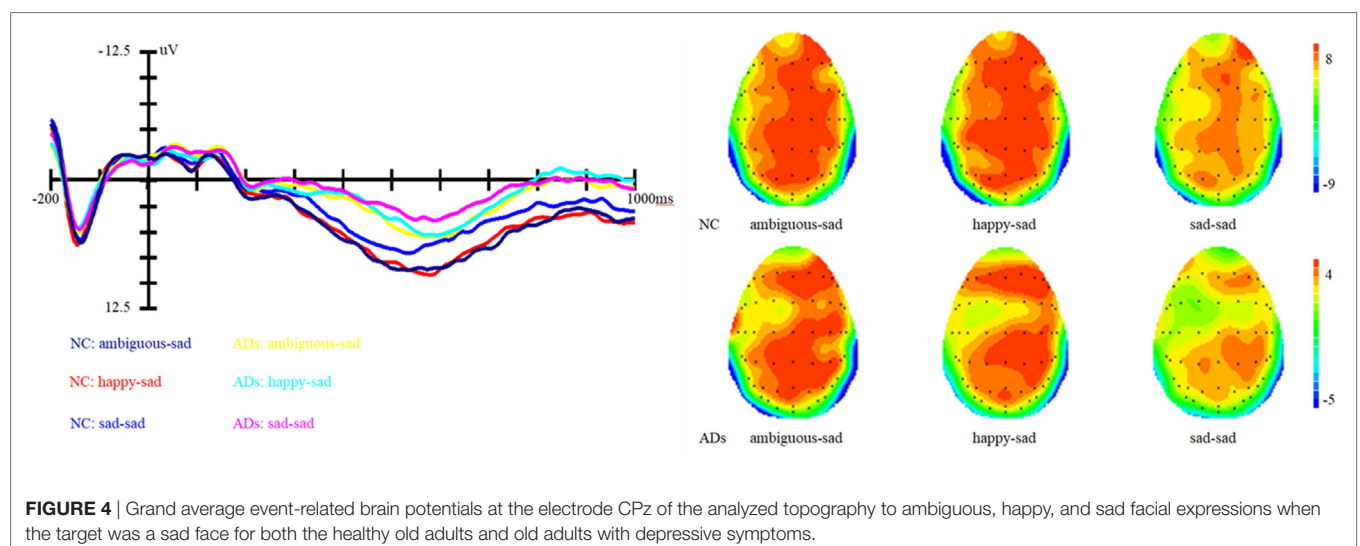 -12.5 uV
-200
1000ms
12.5
NC: ambiguous-sad ADs: ambiguous-sad
NC: happy-sad ADs: happy-sad
NC: sad-sad ADs: sad-sad
8
-9
NC ambiguous-sad happy-sad sad-sad
4
-5
ADs ambiguous-sad happy-sad sad-sad
FIGURE 4 | Grand average event-related brain potentials at the electrode CPz of the analyzed topography to ambiguous, happy, and sad facial expressions when
the target was a sad face for both the healthy old adults and old adults with depressive symptoms.